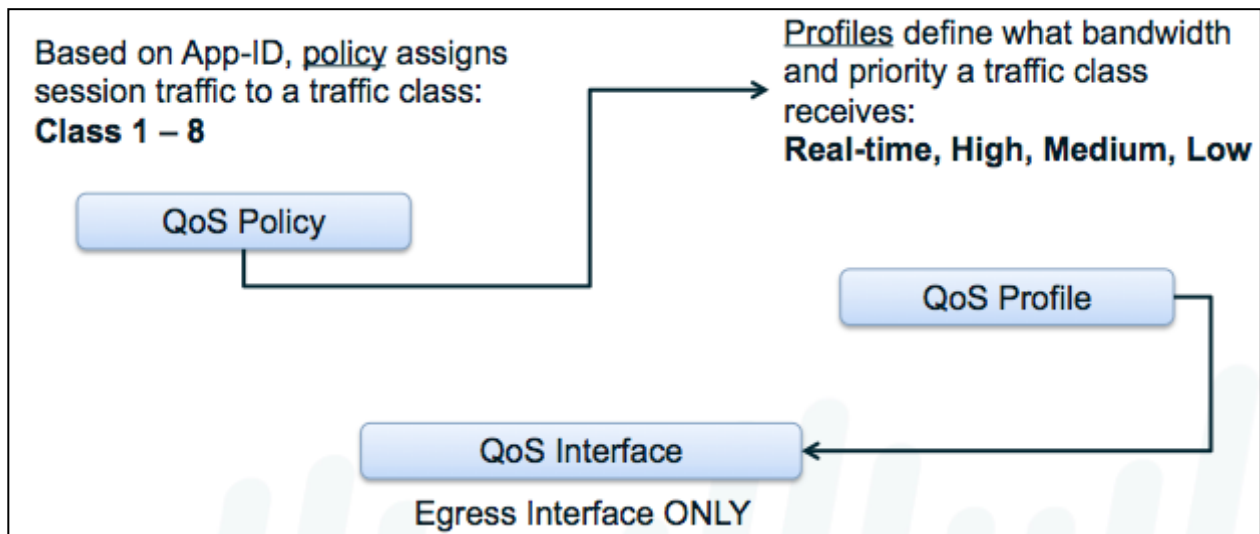 Based on App-ID, policy assigns
session traffic to a traffic class:
Class 1 – 8
Profiles define what bandwidth
and priority a traffic class
receives:
Real-time, High, Medium, Low
QoS Policy
QoS Profile
QoS Interface
Egress Interface ONLY